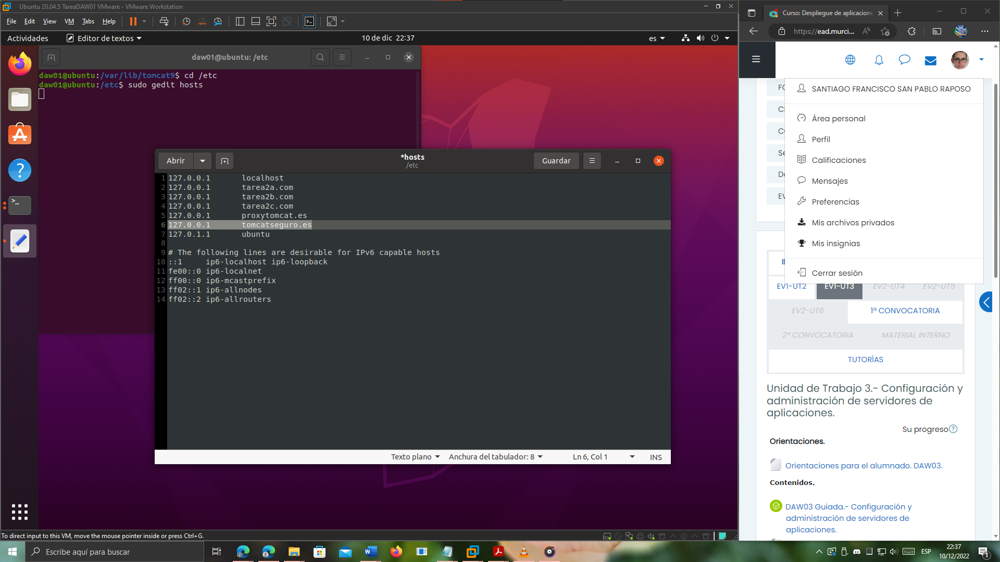 Ubuntu 20.04.5 TareaDAW01 VMware - VMware Workstation
File Edit View VM Tabs Help
Actividades
Editor de textos
10 de dic 22:37
es
daw01@ubuntu: /etc
daw01@ubuntu:/var/lib/tomcat9$ cd /etc
daw01@ubuntu:/etc$ sudo gedit hosts
Abrir
*hosts
/etc
Guardar
1 127.0.0.1 localhost
2 127.0.0.1 tarea2a.com
3 127.0.0.1 tarea2b.com
4 127.0.0.1 tarea2c.com
5 127.0.0.1 proxytomcat.es
6 127.0.0.1 tomcatseguro.es
7 127.0.1.1 ubuntu
8
9 # The following lines are desirable for IPv6 capable hosts
10 ::1 ip6-localhost ip6-loopback
11 fe00::0 ip6-localnet
12 ff00::0 ip6-mcastprefix
13 ff02::1 ip6-allnodes
14 ff02::2 ip6-allrouters
Texto plano
Anchura del tabulador: 8
Ln 6, Col 1
INS
To direct input to this VM, move the mouse pointer inside or press Ctrl+G.
Curso: Despliegue de aplicacione
https://ead.murci...
SANTIAGO FRANCISCO SAN PABLO RAPOSO
Área personal
Perfil
Calificaciones
Mensajes
Preferencias
Mis archivos privados
Mis insignias
Cerrar sesión
EV1-UT2
EV1-UT3
EV2-UT4
EV2-UT5
EV2-UT6
1ª CONVOCATORIA
2ª CONVOCATORIA
MATERIAL INTERNO
TUTORÍAS
Unidad de Trabajo 3.- Configuración y
administración de servidores de
aplicaciones.
Su progreso
Orientaciones.
Orientaciones para el alumnado. DAW03.
Contenidos.
DAW03 Guiada.- Configuración y
administración de servidores de
aplicaciones.
Escribe aquí para buscar
ESP
22:37
10/12/2022
1